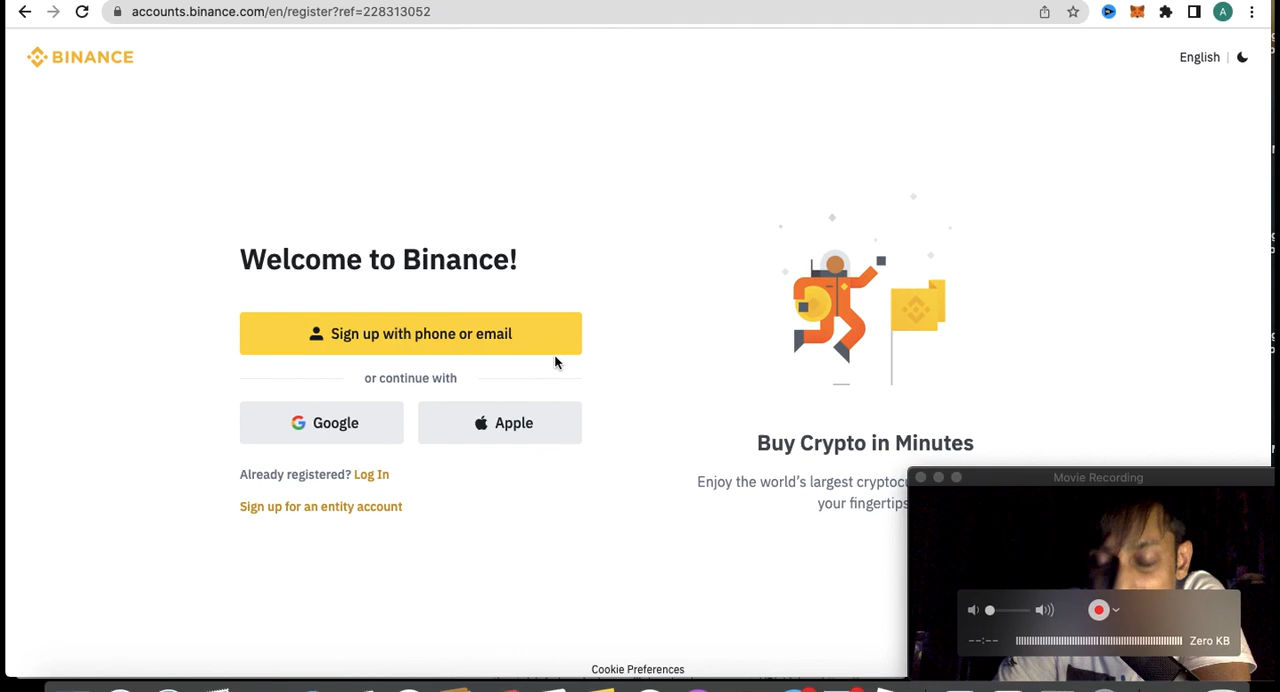 accounts.binance.com/en/register?ref=228313052
A
BINANCE
English
Welcome to Binance!
Sign up with phone or email
or continue with
Google
Apple
Already registered? Log In
Sign up for an entity account
Buy Crypto in Minutes
Enjoy the world's largest
your fingertips
Movie Recording
--:--
Zero KB
Cookie Preferences